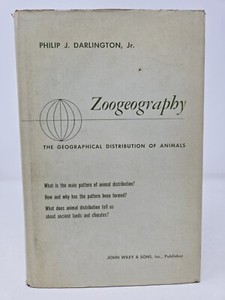 PHILIP J. DARLINGTON, Jr.
Zoogeography
THE GEOGRAPHICAL DISTRIBUTION OF ANIMALS
What is the main pattern of animal distribution?
How and why has the pattern been formed?
What does animal distribution tell us
about ancient lands and climates?
JOHN WILEY & SONS, Inc., Publisher